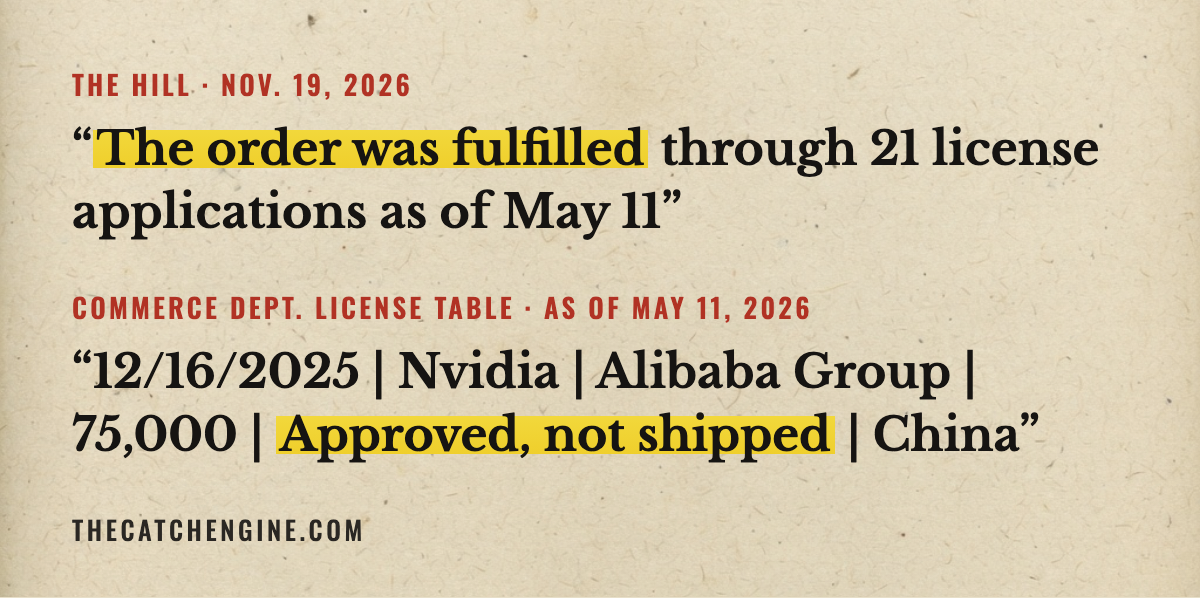 THE HILL · NOV. 19, 2026
“The order was fulfilled through 21 license
applications as of May 11”
COMMERCE DEPT. LICENSE TABLE · AS OF MAY 11, 2026
“12/16/2025 | Nvidia | Alibaba Group |
75,000 | Approved, not shipped | China”
THECATCHENGINE.COM